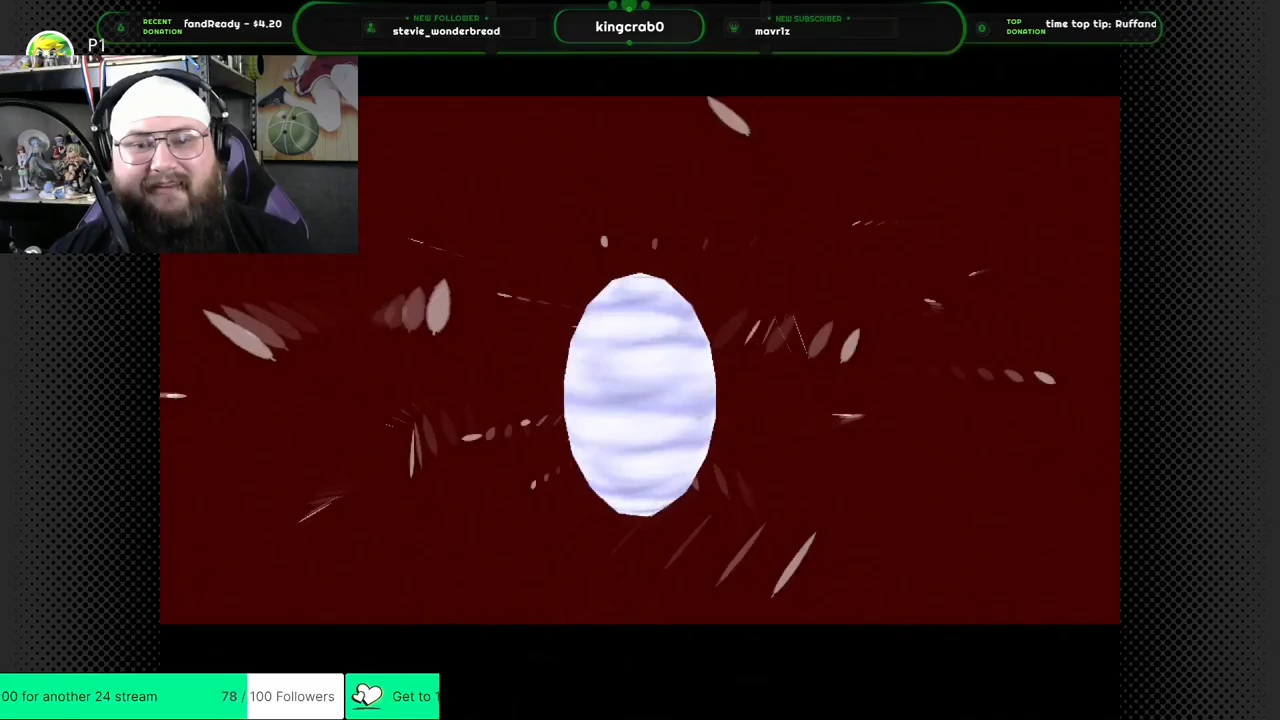 RECENT
DONATION
fandReady - $4.20
• NEW FOLLOWER •
stevie_wonderbread
kingcrab0
• NEW SUBSCRIBER •
mavr1z
TOP
DONATION
time top tip: Ruffand
P1
00 for another 24 stream
78 / 100 Followers
Get to 1